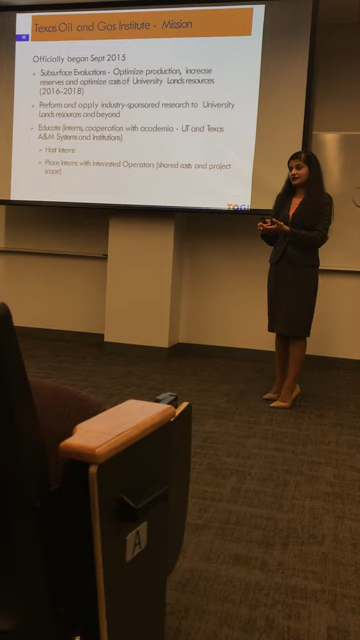 Texas Oil and Gas Institute - Mission
Officially began Sept 2015
Subsurface Evaluations - Optimize production, increase
reserves and optimize costs of University Lands resources
(2016-2018)
Perform and apply industry-sponsored research to University
Lands resources and beyond
Educate (Interns, cooperation with academia - UT and Texas
A&M Systems and Institutions)
Host Interns
Place Interns with interested Operators (shared costs and project
scope)
TOGI
A